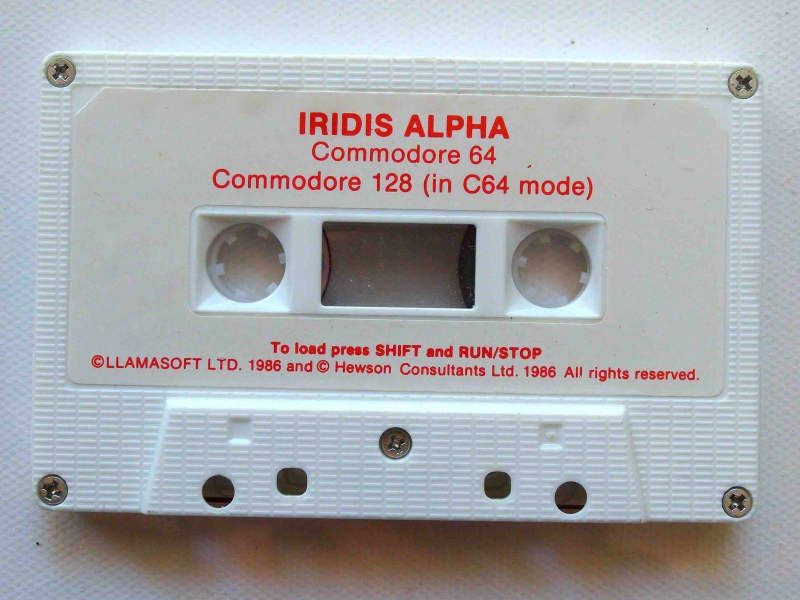 IRIDIS ALPHA
Commodore 64
Commodore 128 (in C64 mode)
To load press SHIFT and RUN/STOP
©LLAMASOFT LTD. 1986 and © Hewson Consultants Ltd. 1986 All rights reserved.